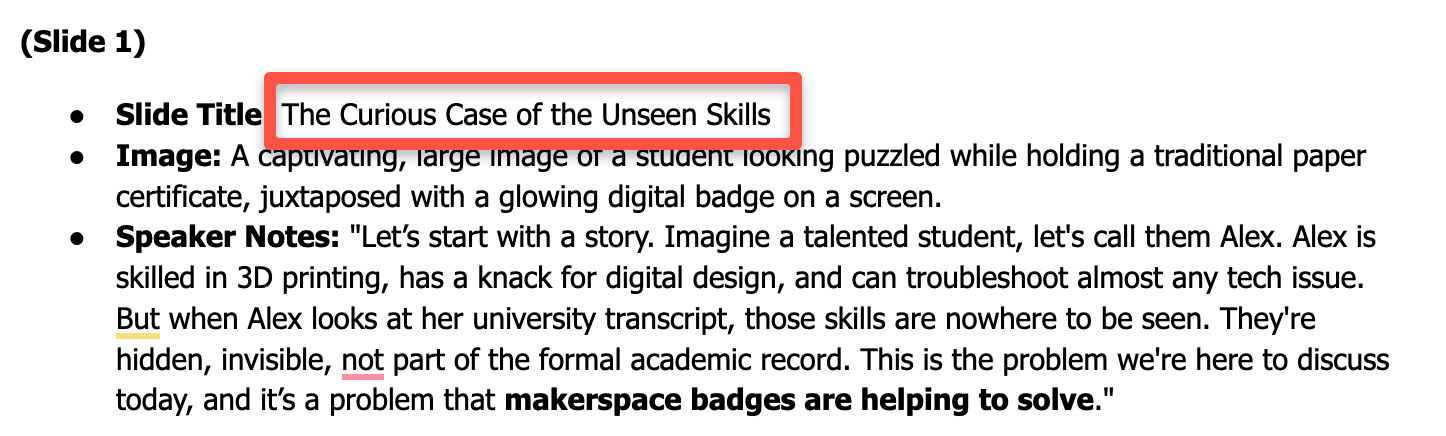 (Slide 1)
● Slide Title The Curious Case of the Unseen Skills
● Image: A captivating, large image of a student looking puzzled while holding a traditional paper
certificate, juxtaposed with a glowing digital badge on a screen.
● Speaker Notes: "Let’s start with a story. Imagine a talented student, let's call them Alex. Alex is
skilled in 3D printing, has a knack for digital design, and can troubleshoot almost any tech issue.
But when Alex looks at her university transcript, those skills are nowhere to be seen. They're
hidden, invisible, not part of the formal academic record. This is the problem we're here to discuss
today, and it’s a problem that makerspace badges are helping to solve."